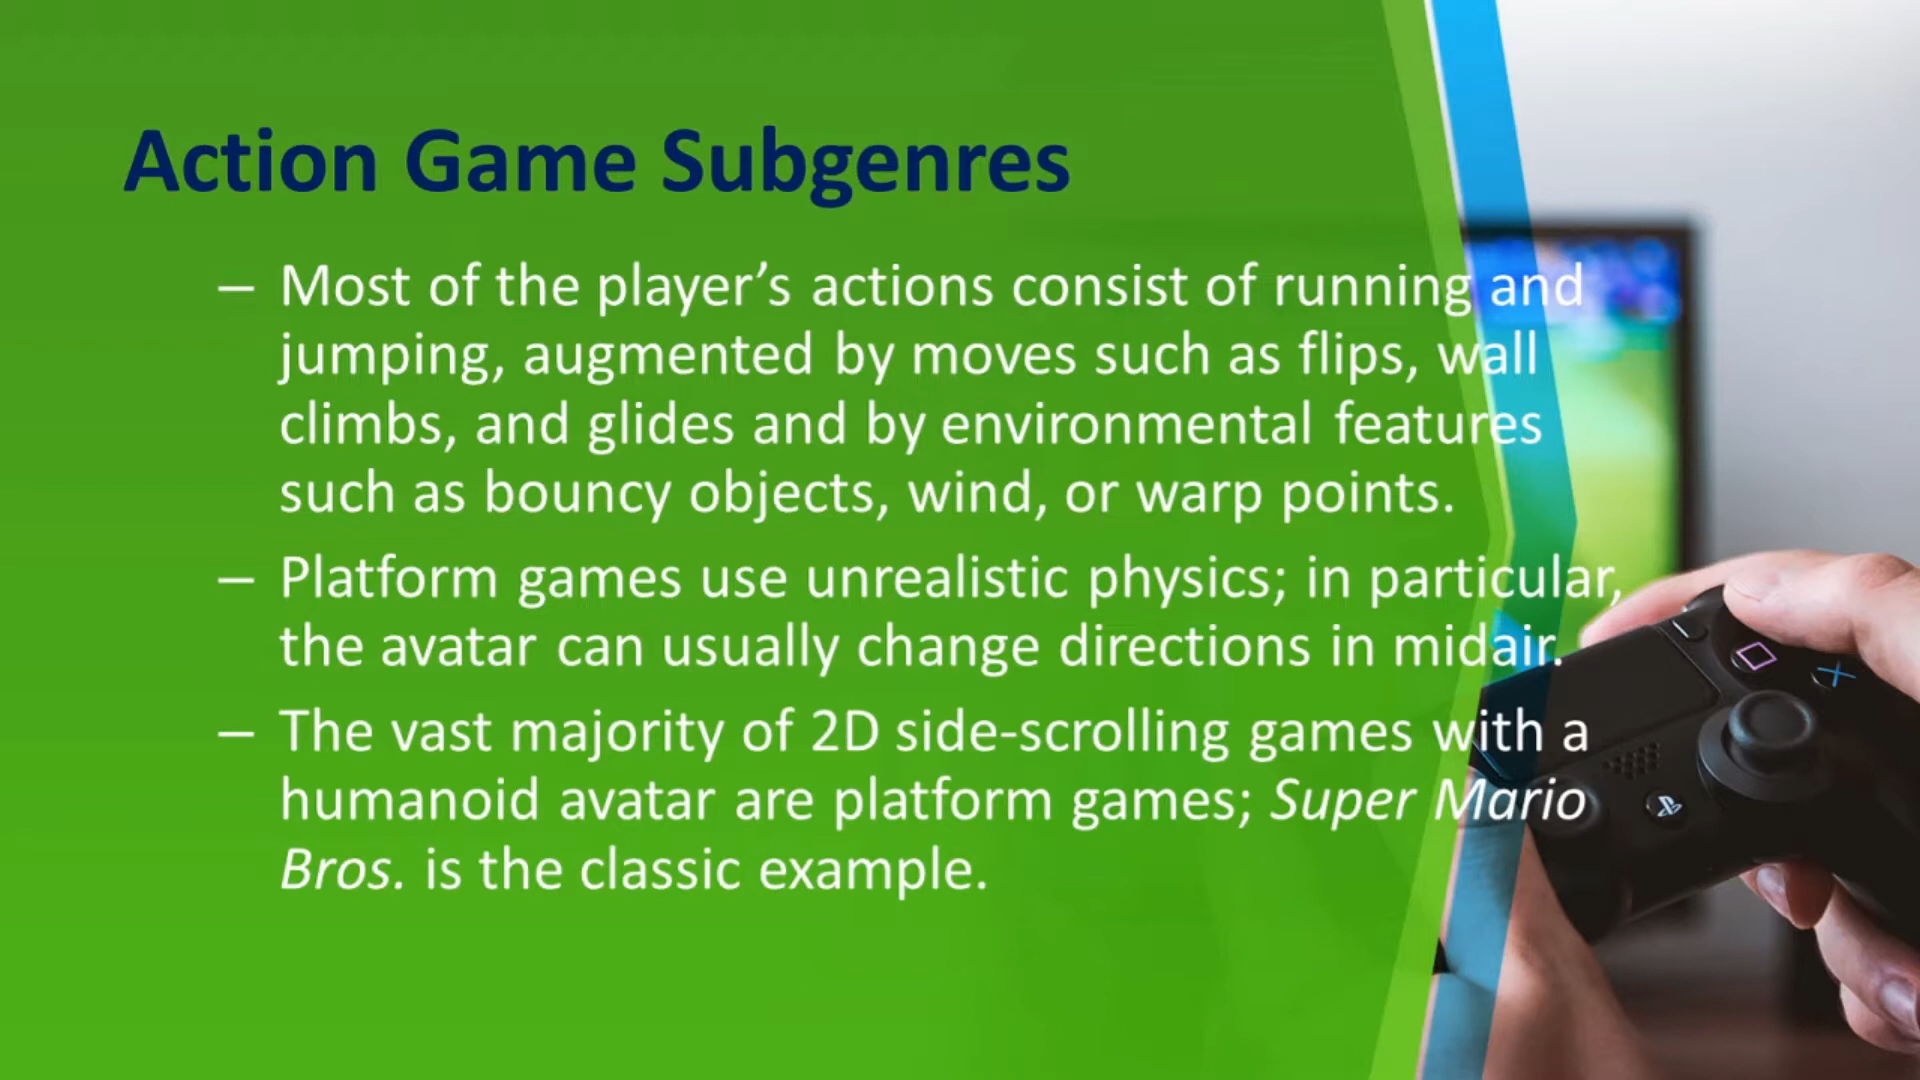 Action Game Subgenres
– Most of the player’s actions consist of running and
jumping, augmented by moves such as flips, wall
climbs, and glides and by environmental features
such as bouncy objects, wind, or warp points.
– Platform games use unrealistic physics; in particular,
the avatar can usually change directions in midair.
– The vast majority of 2D side-scrolling games with a
humanoid avatar are platform games; Super Mario
Bros. is the classic example.